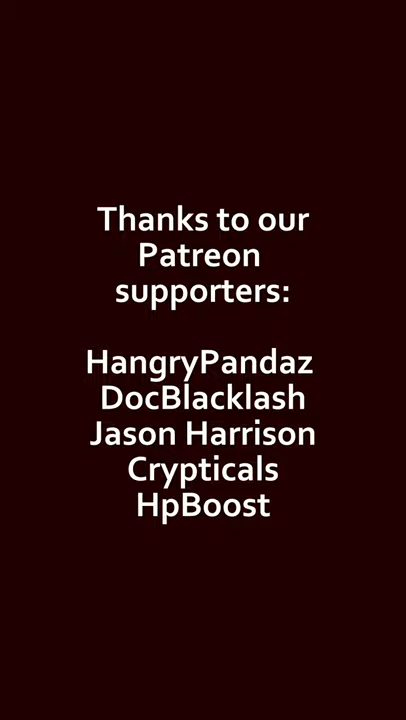 Thanks to our
Patreon
supporters:
HangryPandaz
DocBlacklash
Jason Harrison
Crypticals
HpBoost